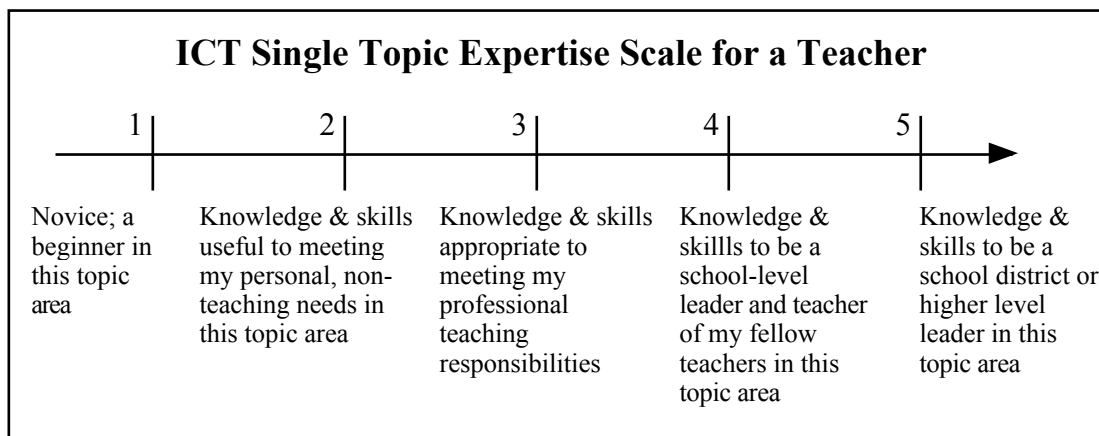 ICT Single Topic Expertise Scale for a Teacher
1
2
3
4
5
Novice; a
beginner in
this topic
area
Knowledge & skills
useful to meeting
my personal, non-
teaching needs in
this topic area
Knowledge & skills
appropriate to
meeting my
professional
teaching
responsibilities
Knowledge &
skillls to be a
school-level
leader and teacher
of my fellow
teachers in this
topic area
Knowledge &
skills to be a
school district or
higher level
leader in this
topic area